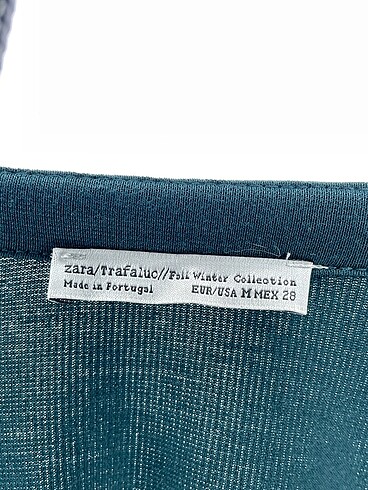 zara/Trafaluc//Fall Winter Collection
Made in Portugal EUR/USA M MEX 28